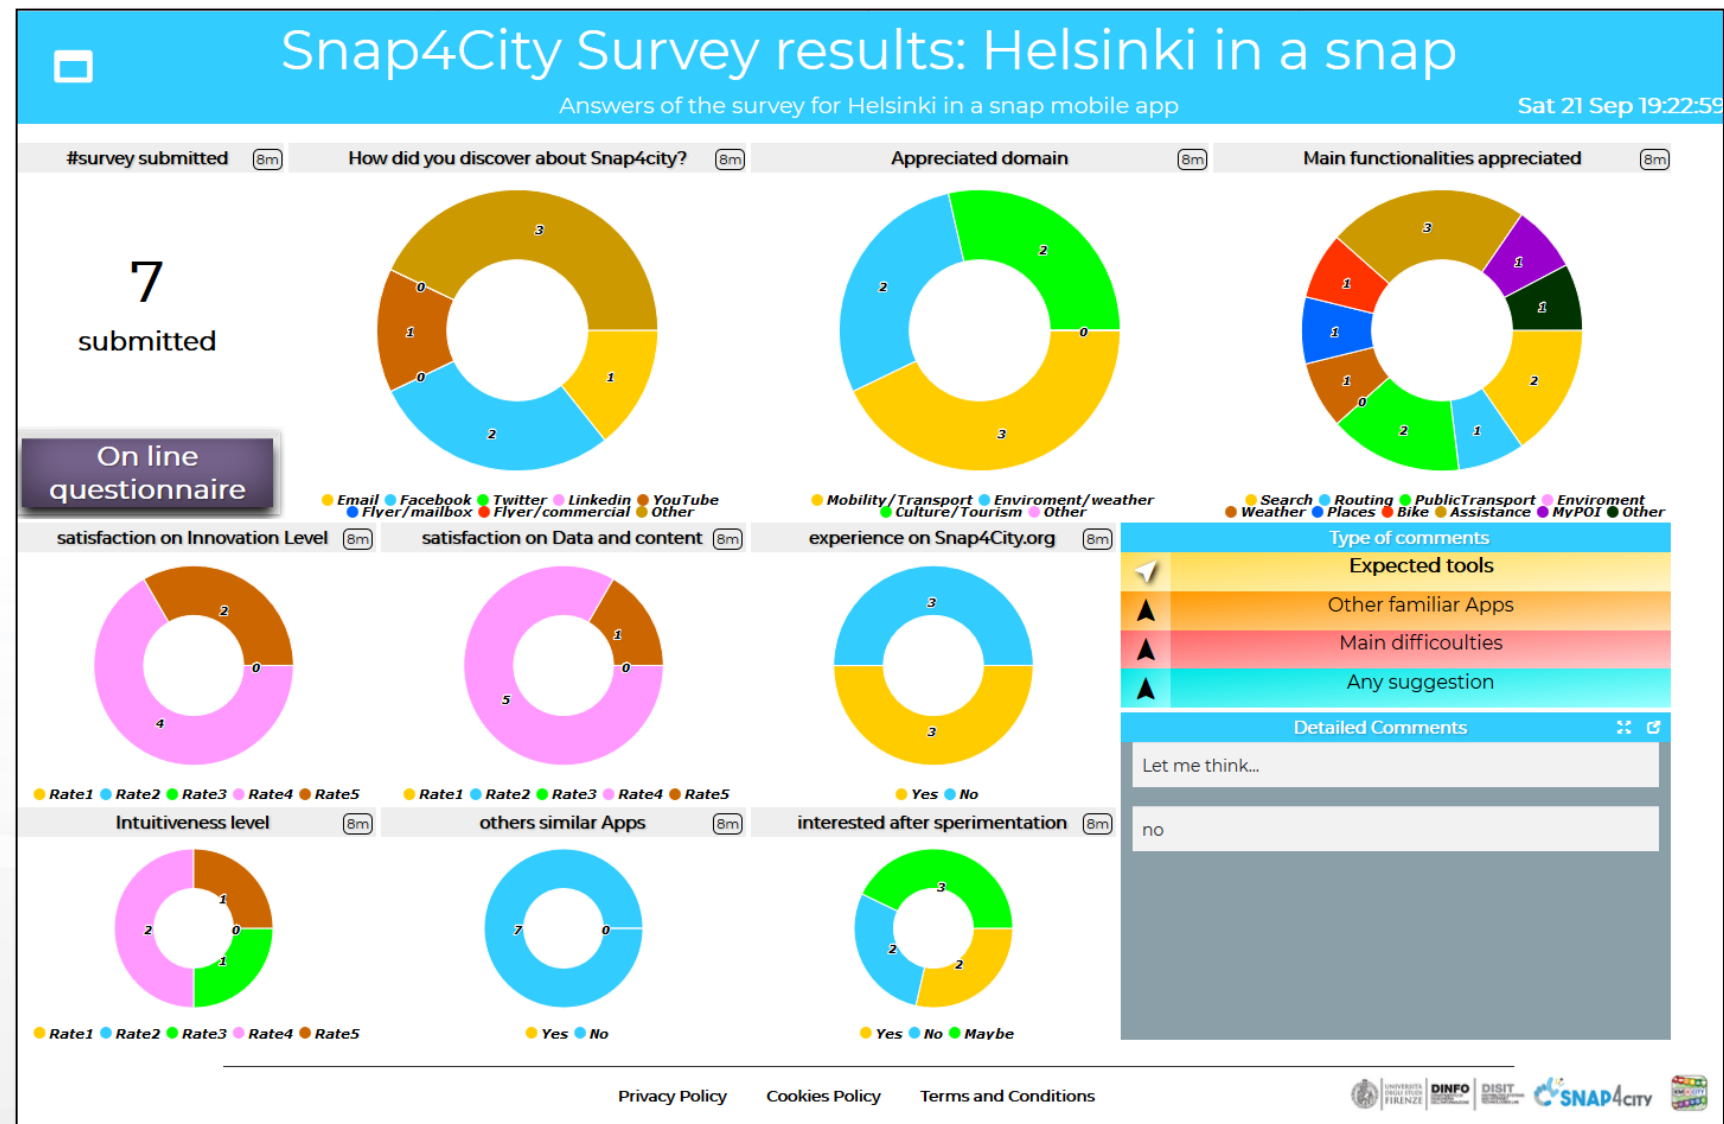 Snap4City Survey results: Helsinki in a snap
Answers of the survey for Helsinki in a snap mobile app
Sat 21 Sep 19:22:59
#survey submitted
8m
How did you discover about Snap4city?
8m
Appreciated domain
8m
Main functionalities appreciated
8m
7
submitted
On line
questionnaire
3
0
1
0
2
1
Email Facebook Twitter Linkedin YouTube
Flyer/mailbox Flyer/commercial Other
2
2
0
3
Mobility/Transport Enviroment/weather
Culture/Tourism Other
3
1
1
1
1
1
0
2
1
2
Search Routing PublicTransport Enviroment
Weather Places Bike Assistance MyPOI Other
satisfaction on Innovation Level
8m
satisfaction on Data and content
8m
experience on Snap4City.org
8m
2
0
4
Rate1 Rate2 Rate3 Rate4 Rate5
1
0
5
Rate1 Rate2 Rate3 Rate4 Rate5
3
3
Yes No
Type of comments
Expected tools
Other familiar Apps
Main difficoulties
Any suggestion
Detailed Comments
Let me think...
no
Intuitiveness level
8m
others similar Apps
8m
interested after sperimentation
8m
1
2
0
1
Rate1 Rate2 Rate3 Rate4 Rate5
7
0
Yes No
3
2
2
Yes No Maybe
Privacy Policy
Cookies Policy
Terms and Conditions
UNIVERSITÀ
DEGLI STUDI
FIRENZE
DINFO
DISIT
SNAP4CITY